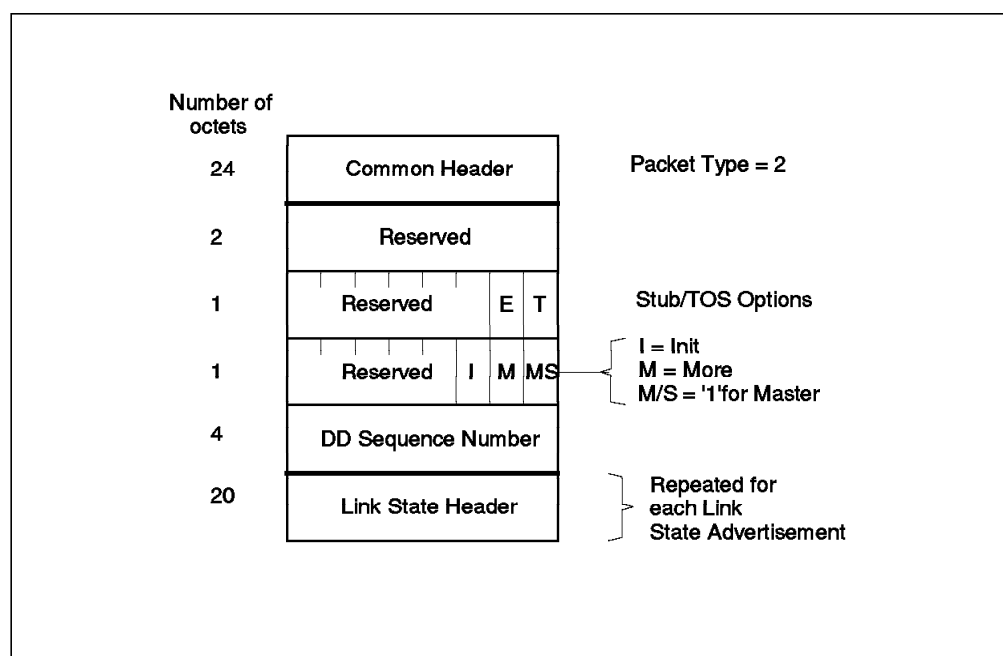 Number of
octets
24 Common Header Packet Type = 2
2 Reserved
1 Reserved E T Stub/TOS Options
1 Reserved I M MS
I = Init
M = More
M/S = '1'for Master
4 DD Sequence Number
20 Link State Header
Repeated for
each Link
State Advertisement